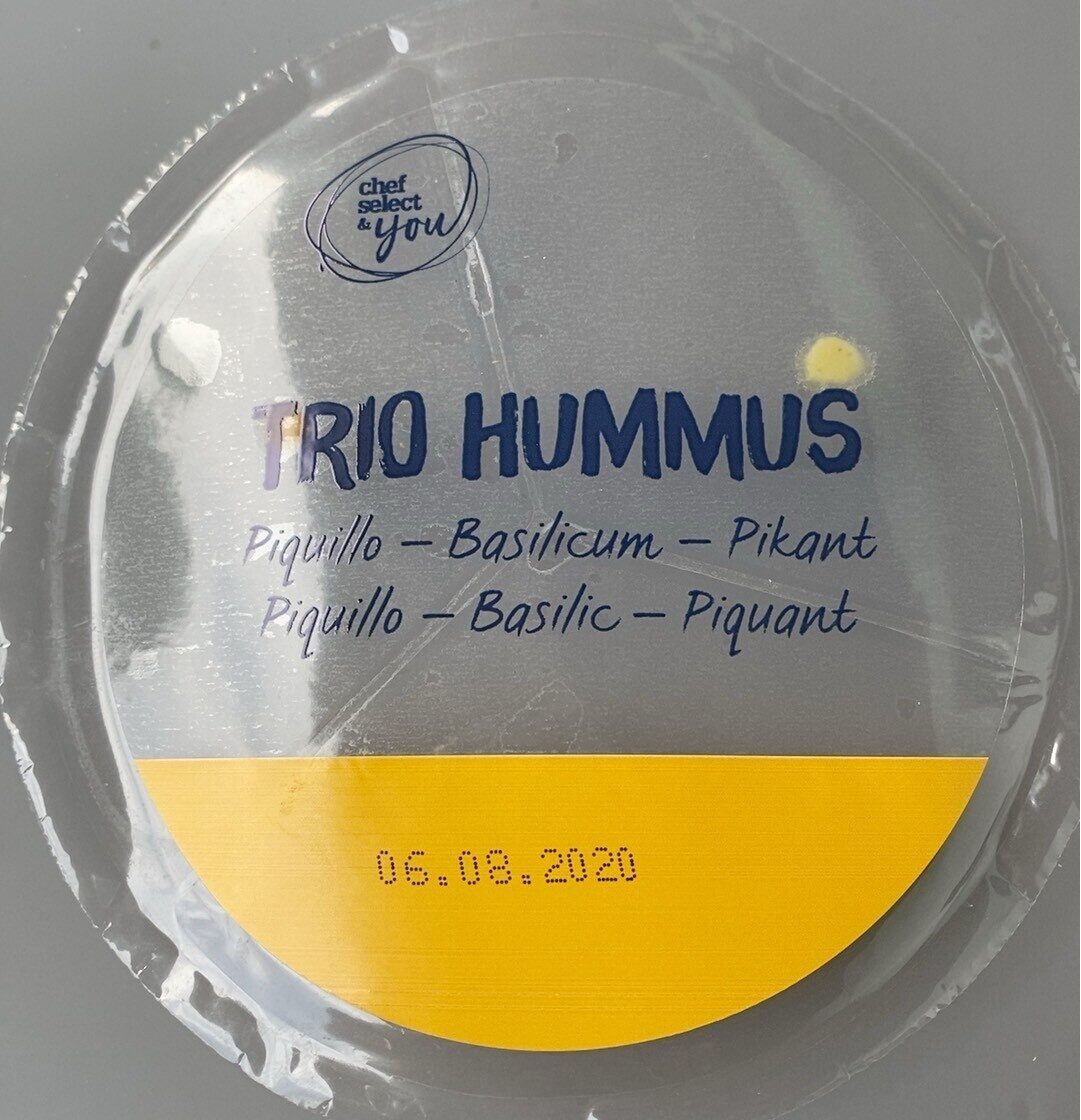 chef
select
& you
TRIO HUMMUS
Piquillo – Basilicum – Pikant
Piquillo – Basilic – Piquant
06.08.2020